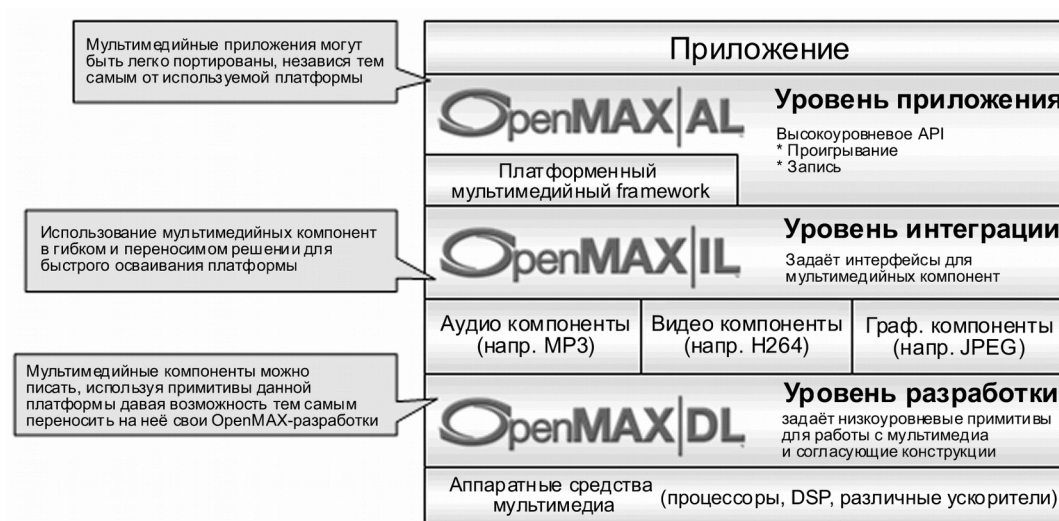 Мультимедийные приложения могут
быть легко портированы, независя тем
самым от используемой платформы
Приложение
OpenMAX|AL
Уровень приложения
Высокоуровневое API
* Проигрывание
* Запись
Платформенный
мультимедийный framework
Использование мультимедийных компонент
в гибком и переносимом решении для
быстрого осваивания платформы
OpenMAX|IL
Уровень интеграции
Задаёт интерфейсы для
мультимедийных компонент
Аудио компоненты
(напр. MP3)
Видео компоненты
(напр. H264)
Граф. компоненты
(напр. JPEG)
Мультимедийные компоненты можно
писать, используя примитивы данной
платформы давая возможность тем самым
переносить на неё свои OpenMAX-разработки
OpenMAX|DL
Уровень разработки
задаёт низкоуровневые примитивы
для работы с мультимедиа
и согласующие конструкции
Аппаратные средства
мультимедиа
(процессоры, DSP, различные ускорители)